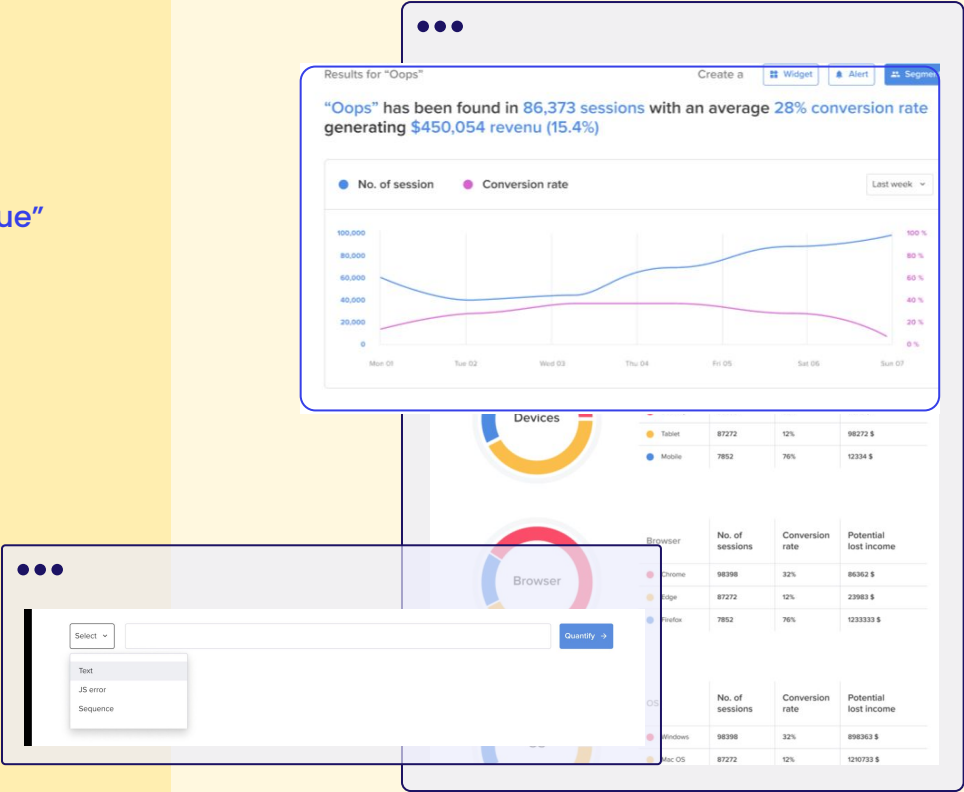 ue”
Results for “Oops”
Create a Widget Alert Segmen
“Oops” has been found in 86,373 sessions with an average 28% conversion rate
generating $450,054 revenu (15.4%)
No. of session Conversion rate Last week
100,000 100 %
80,000 80 %
60,000 60 %
40,000 40 %
20,000 20 %
0 0 %
Mon 01 Tue 02 Wed 03 Thu 04 Fri 05 Sat 06 Sun 07
Devices
Tablet 87272 12% 98272 $
Mobile 7852 76% 12334 $
Browser
Browser No. of sessions Conversion rate Potential lost income
Chrome 98398 32% 86362 $
Edge 87272 12% 23983 $
Firefox 7852 76% 1233333 $
OS No. of sessions Conversion rate Potential lost income
Windows 98398 32% 898363 $
Mac OS 87272 12% 1210733 $
Select Quantify →
Text
JS error
Sequence